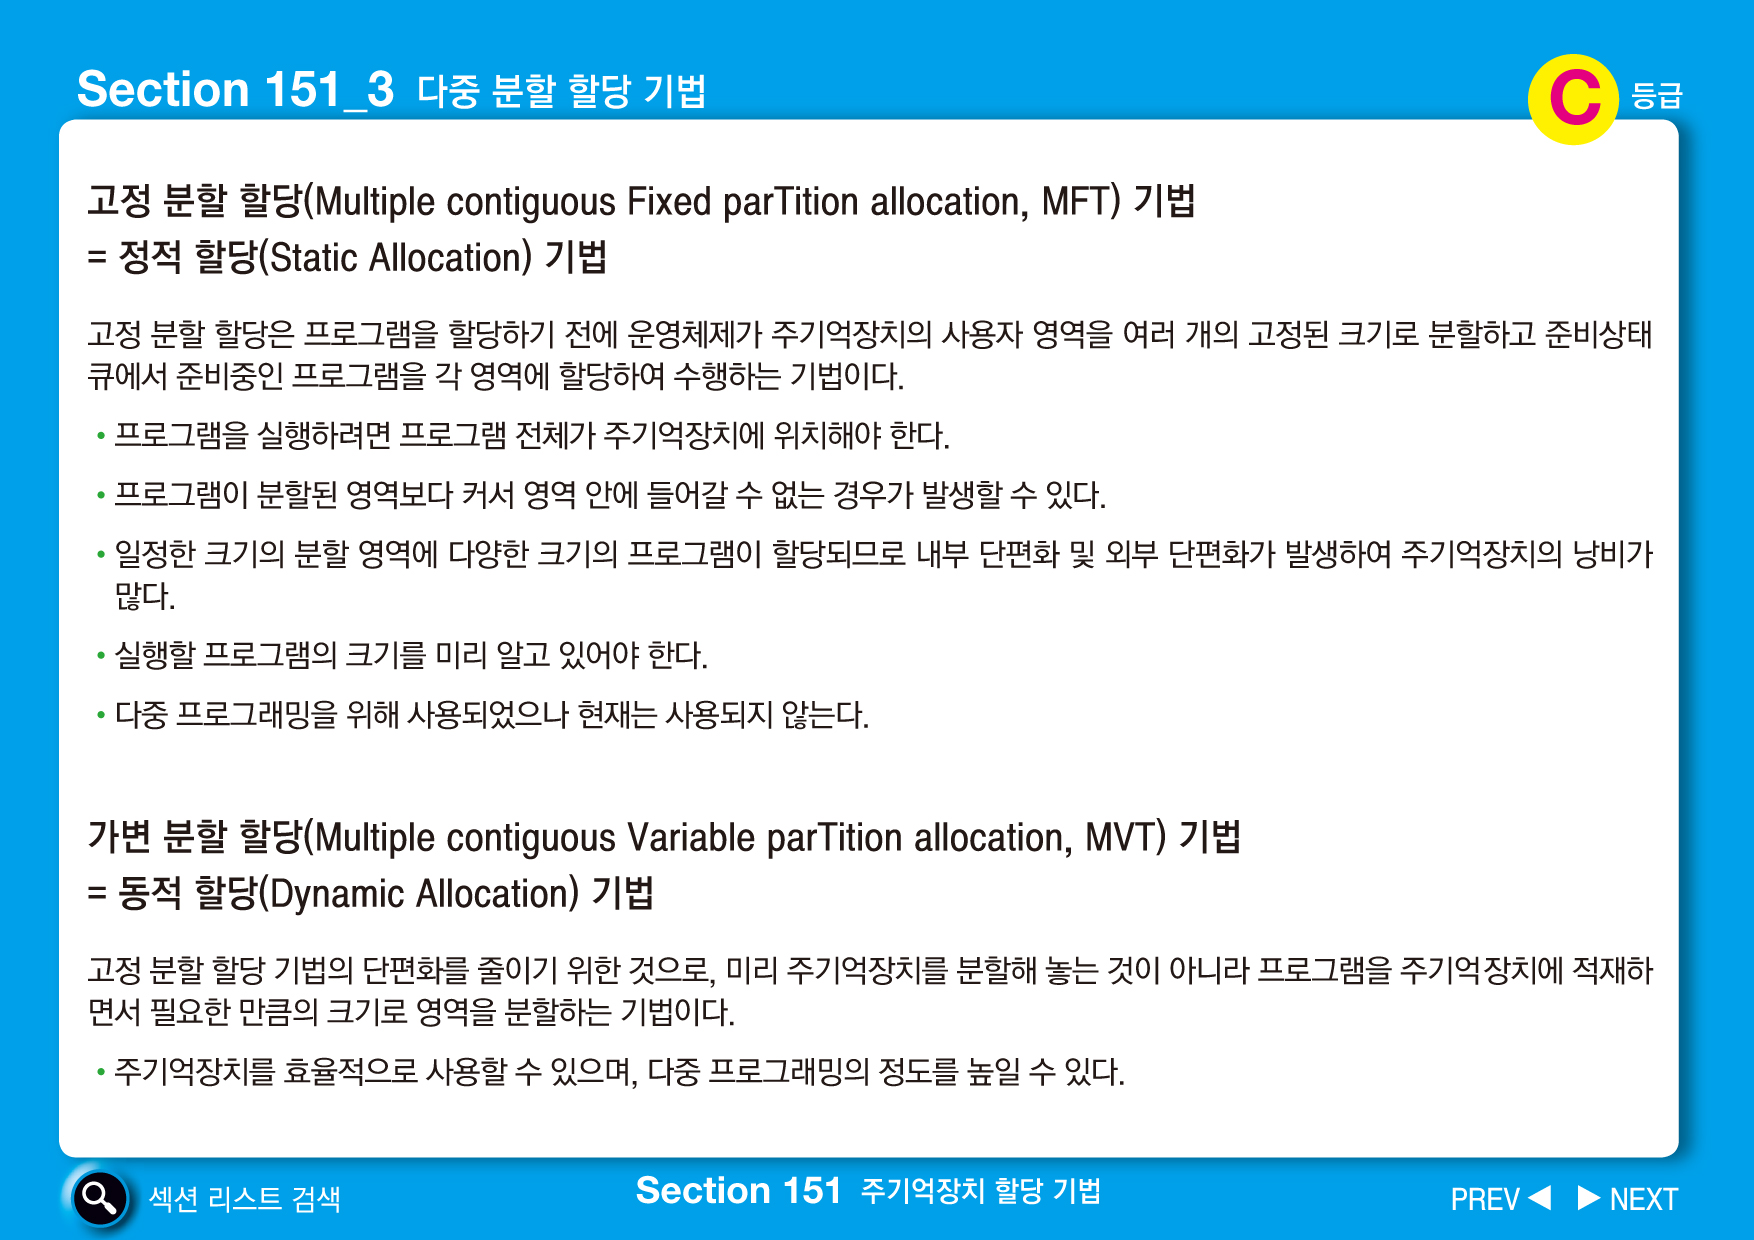 Section 151_3 다중 분할 할당 기법
C 등급
고정 분할 할당(Multiple contiguous Fixed parTition allocation, MFT) 기법
= 정적 할당(Static Allocation) 기법
고정 분할 할당은 프로그램을 할당하기 전에 운영체제가 주기억장치의 사용자 영역을 여러 개의 고정된 크기로 분할하고 준비상태
큐에서 준비중인 프로그램을 각 영역에 할당하여 수행하는 기법이다.
• 프로그램을 실행하려면 프로그램 전체가 주기억장치에 위치해야 한다.
• 프로그램이 분할된 영역보다 커서 영역 안에 들어갈 수 없는 경우가 발생할 수 있다.
• 일정한 크기의 분할 영역에 다양한 크기의 프로그램이 할당되므로 내부 단편화 및 외부 단편화가 발생하여 주기억장치의 낭비가
많다.
• 실행할 프로그램의 크기를 미리 알고 있어야 한다.
• 다중 프로그래밍을 위해 사용되었으나 현재는 사용되지 않는다.
가변 분할 할당(Multiple contiguous Variable parTition allocation, MVT) 기법
= 동적 할당(Dynamic Allocation) 기법
고정 분할 할당 기법의 단편화를 줄이기 위한 것으로, 미리 주기억장치를 분할해 놓는 것이 아니라 프로그램을 주기억장치에 적재하
면서 필요한 만큼의 크기로 영역을 분할하는 기법이다.
• 주기억장치를 효율적으로 사용할 수 있으며, 다중 프로그래밍의 정도를 높일 수 있다.
섹션 리스트 검색
Section 151 주기억장치 할당 기법
PREV ◀ ▶ NEXT